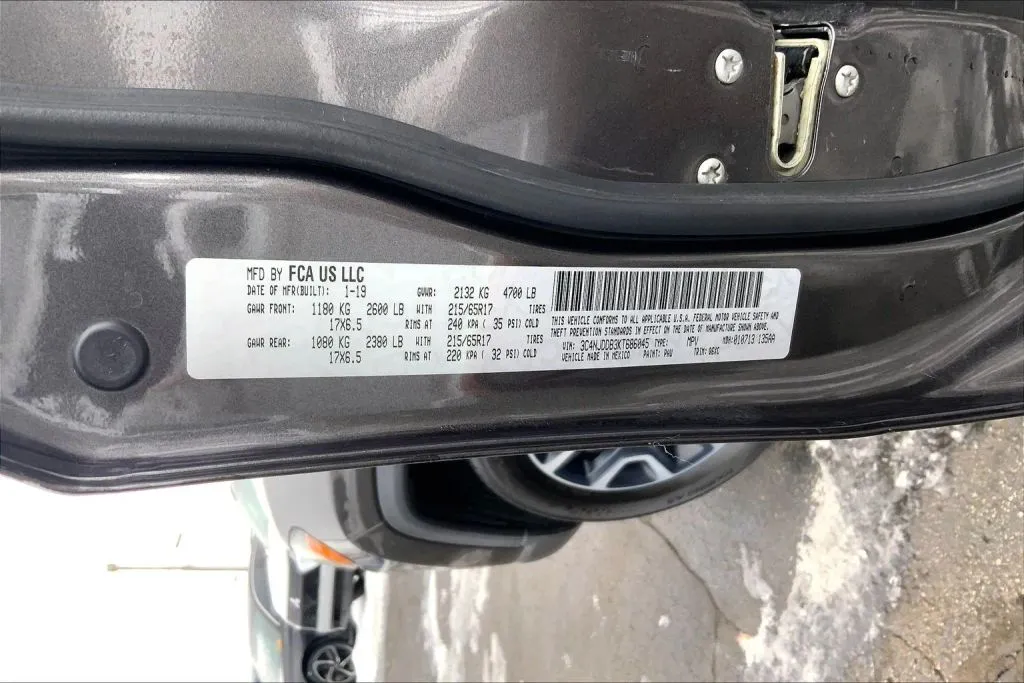 MFD BY FCA US LLC
DATE OF MFR(BUILT): 1-19 GVWR: 2132 KG 4700 LB
GAWR FRONT: 1180 KG 2600 LB WITH 215/65R17 TIRES
17X6.5 RIMS AT 240 KPA ( 35 PSI) COLD
GAWR REAR: 1080 KG 2380 LB WITH 215/65R17 TIRES
17X6.5 RIMS AT 220 KPA ( 32 PSI) COLD
THIS VEHICLE CONFORMS TO ALL APPLICABLE U.S.A. FEDERAL MOTOR VEHICLE SAFETY AND
THEFT PREVENTION STANDARDS IN EFFECT ON THE DATE OF MANUFACTURE SHOWN ABOVE.
VIN: 3C4NJDDB3KT686045 TYPE: MPV MDH:010713 135AA
VEHICLE MADE IN MEXICO PAINT: PAU TRIM: